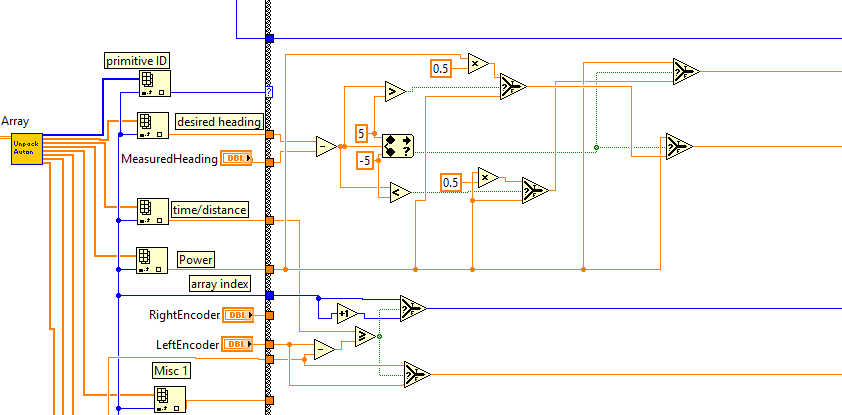 primitive ID
0.5
Array
desired heading
Unpack
Auton
5
MeasuredHeading
DBL
-5
0.5
time/distance
Power
array index
RightEncoder
DBL
+1
LeftEncoder
DBL
Misc 1